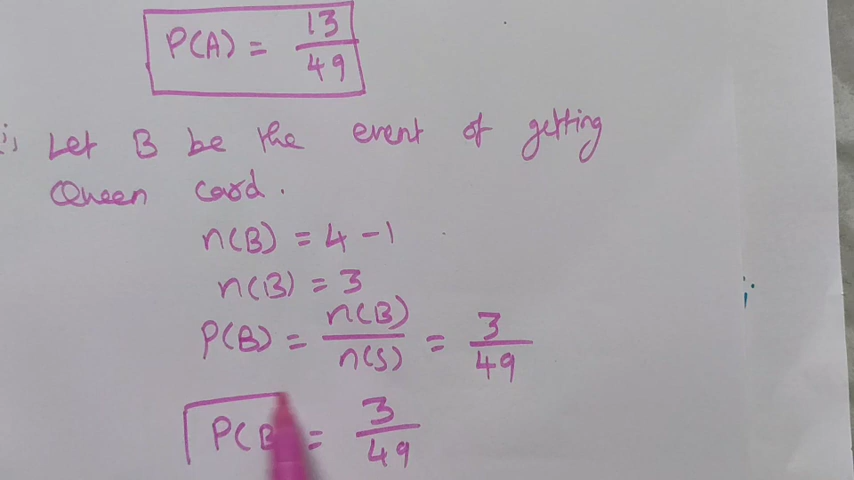 P(A) = 13/49
Let B be the event of getting
Queen card.
n(B) = 4 - 1
n(B) = 3
P(B) = n(B)/n(S) = 3/49
P(B) = 3/49